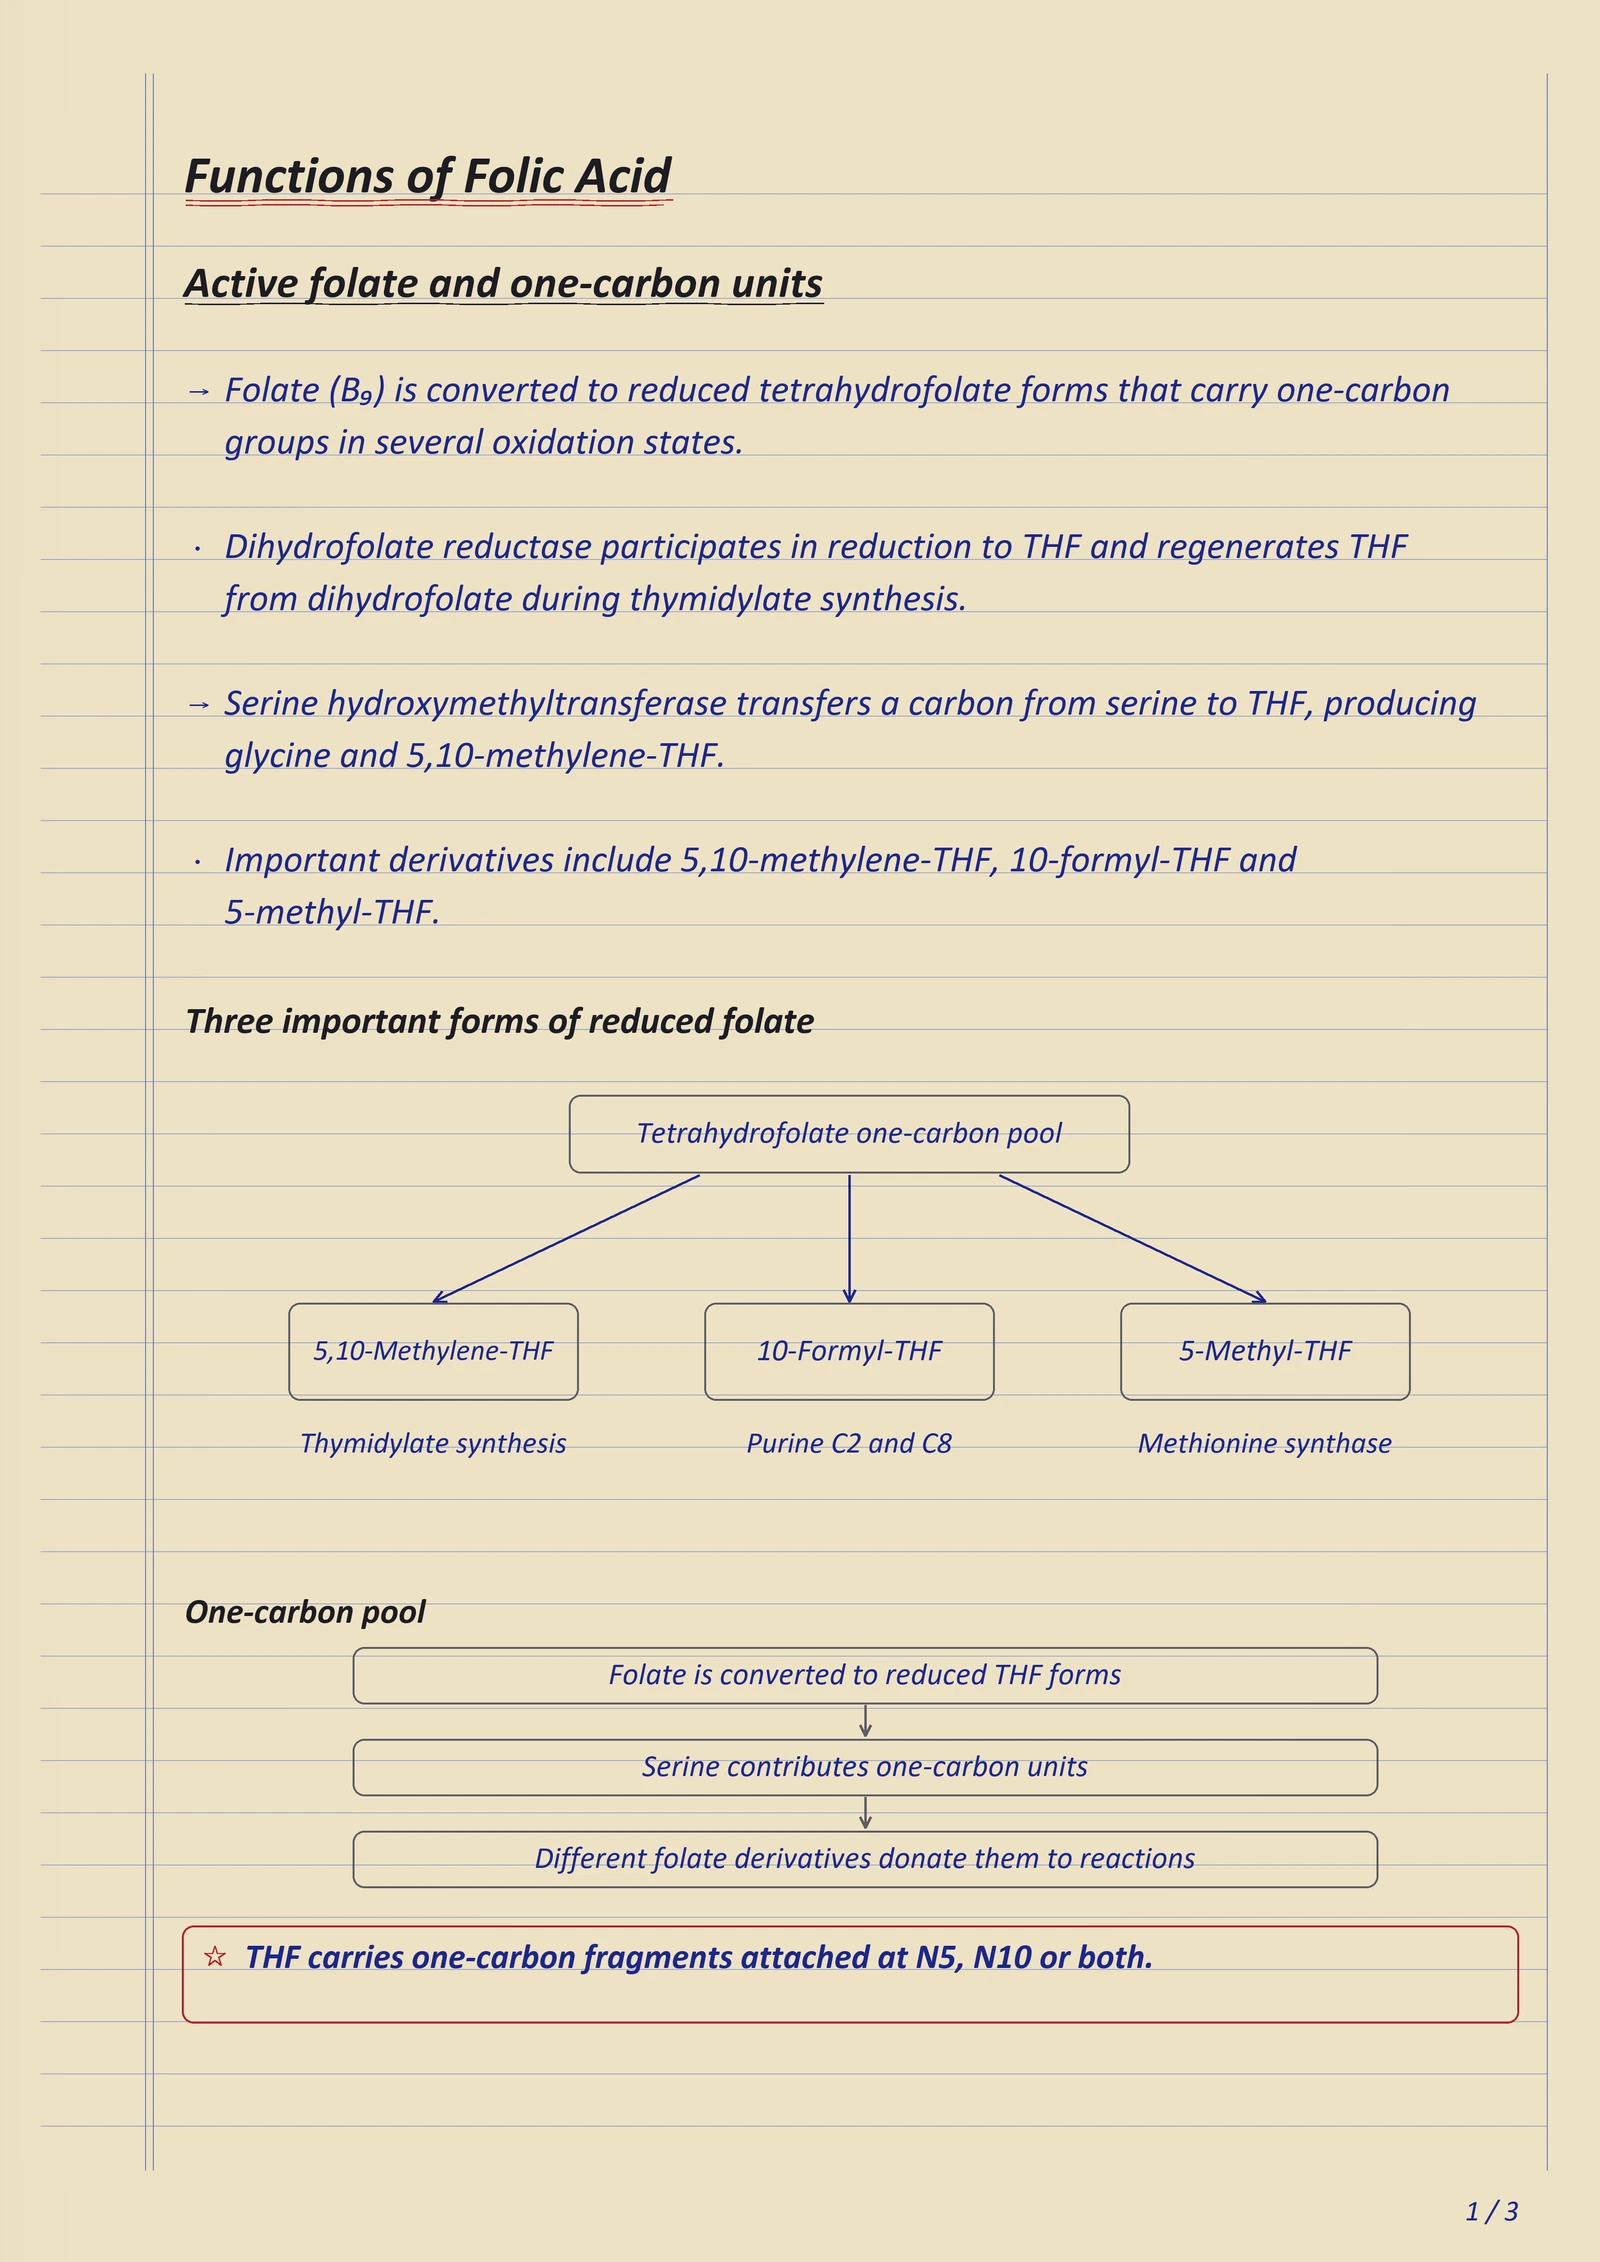 Functions of Folic Acid
Active folate and one-carbon units
→ Folate (B₉) is converted to reduced tetrahydrofolate forms that carry one-carbon
groups in several oxidation states.
· Dihydrofolate reductase participates in reduction to THF and regenerates THF
from dihydrofolate during thymidylate synthesis.
→ Serine hydroxymethyltransferase transfers a carbon from serine to THF, producing
glycine and 5,10-methylene-THF.
· Important derivatives include 5,10-methylene-THF, 10-formyl-THF and
5-methyl-THF.
Three important forms of reduced folate
Tetrahydrofolate one-carbon pool
5,10-Methylene-THF
10-Formyl-THF
5-Methyl-THF
Thymidylate synthesis
Purine C2 and C8
Methionine synthase
One-carbon pool
Folate is converted to reduced THF forms
Serine contributes one-carbon units
Different folate derivatives donate them to reactions
☆ THF carries one-carbon fragments attached at N5, N10 or both.
1 / 3